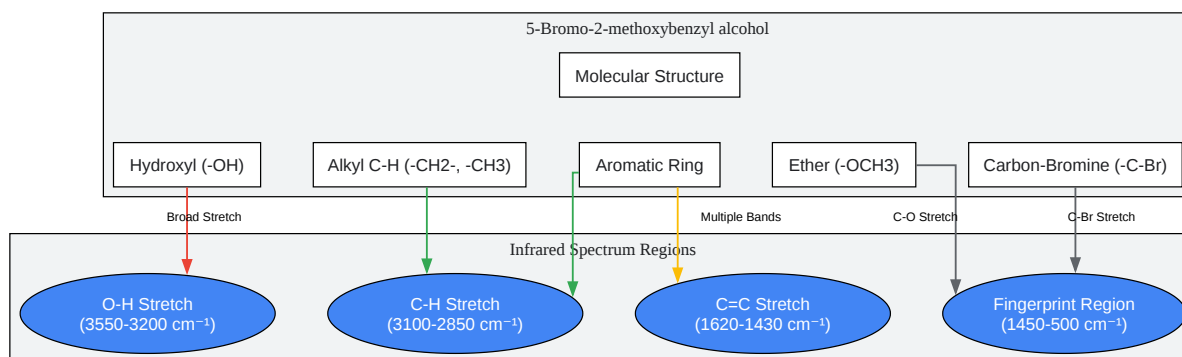 5-Bromo-2-methoxybenzyl alcohol
Molecular Structure
Hydroxyl (-OH)
Alkyl C-H (-CH2-, -CH3)
Aromatic Ring
Ether (-OCH3)
Carbon-Bromine (-C-Br)
Broad Stretch
Multiple Bands
C-O Stretch
C-Br Stretch
Infrared Spectrum Regions
O-H Stretch
(3550-3200 cm⁻¹)
C-H Stretch
(3100-2850 cm⁻¹)
C=C Stretch
(1620-1430 cm⁻¹)
Fingerprint Region
(1450-500 cm⁻¹)